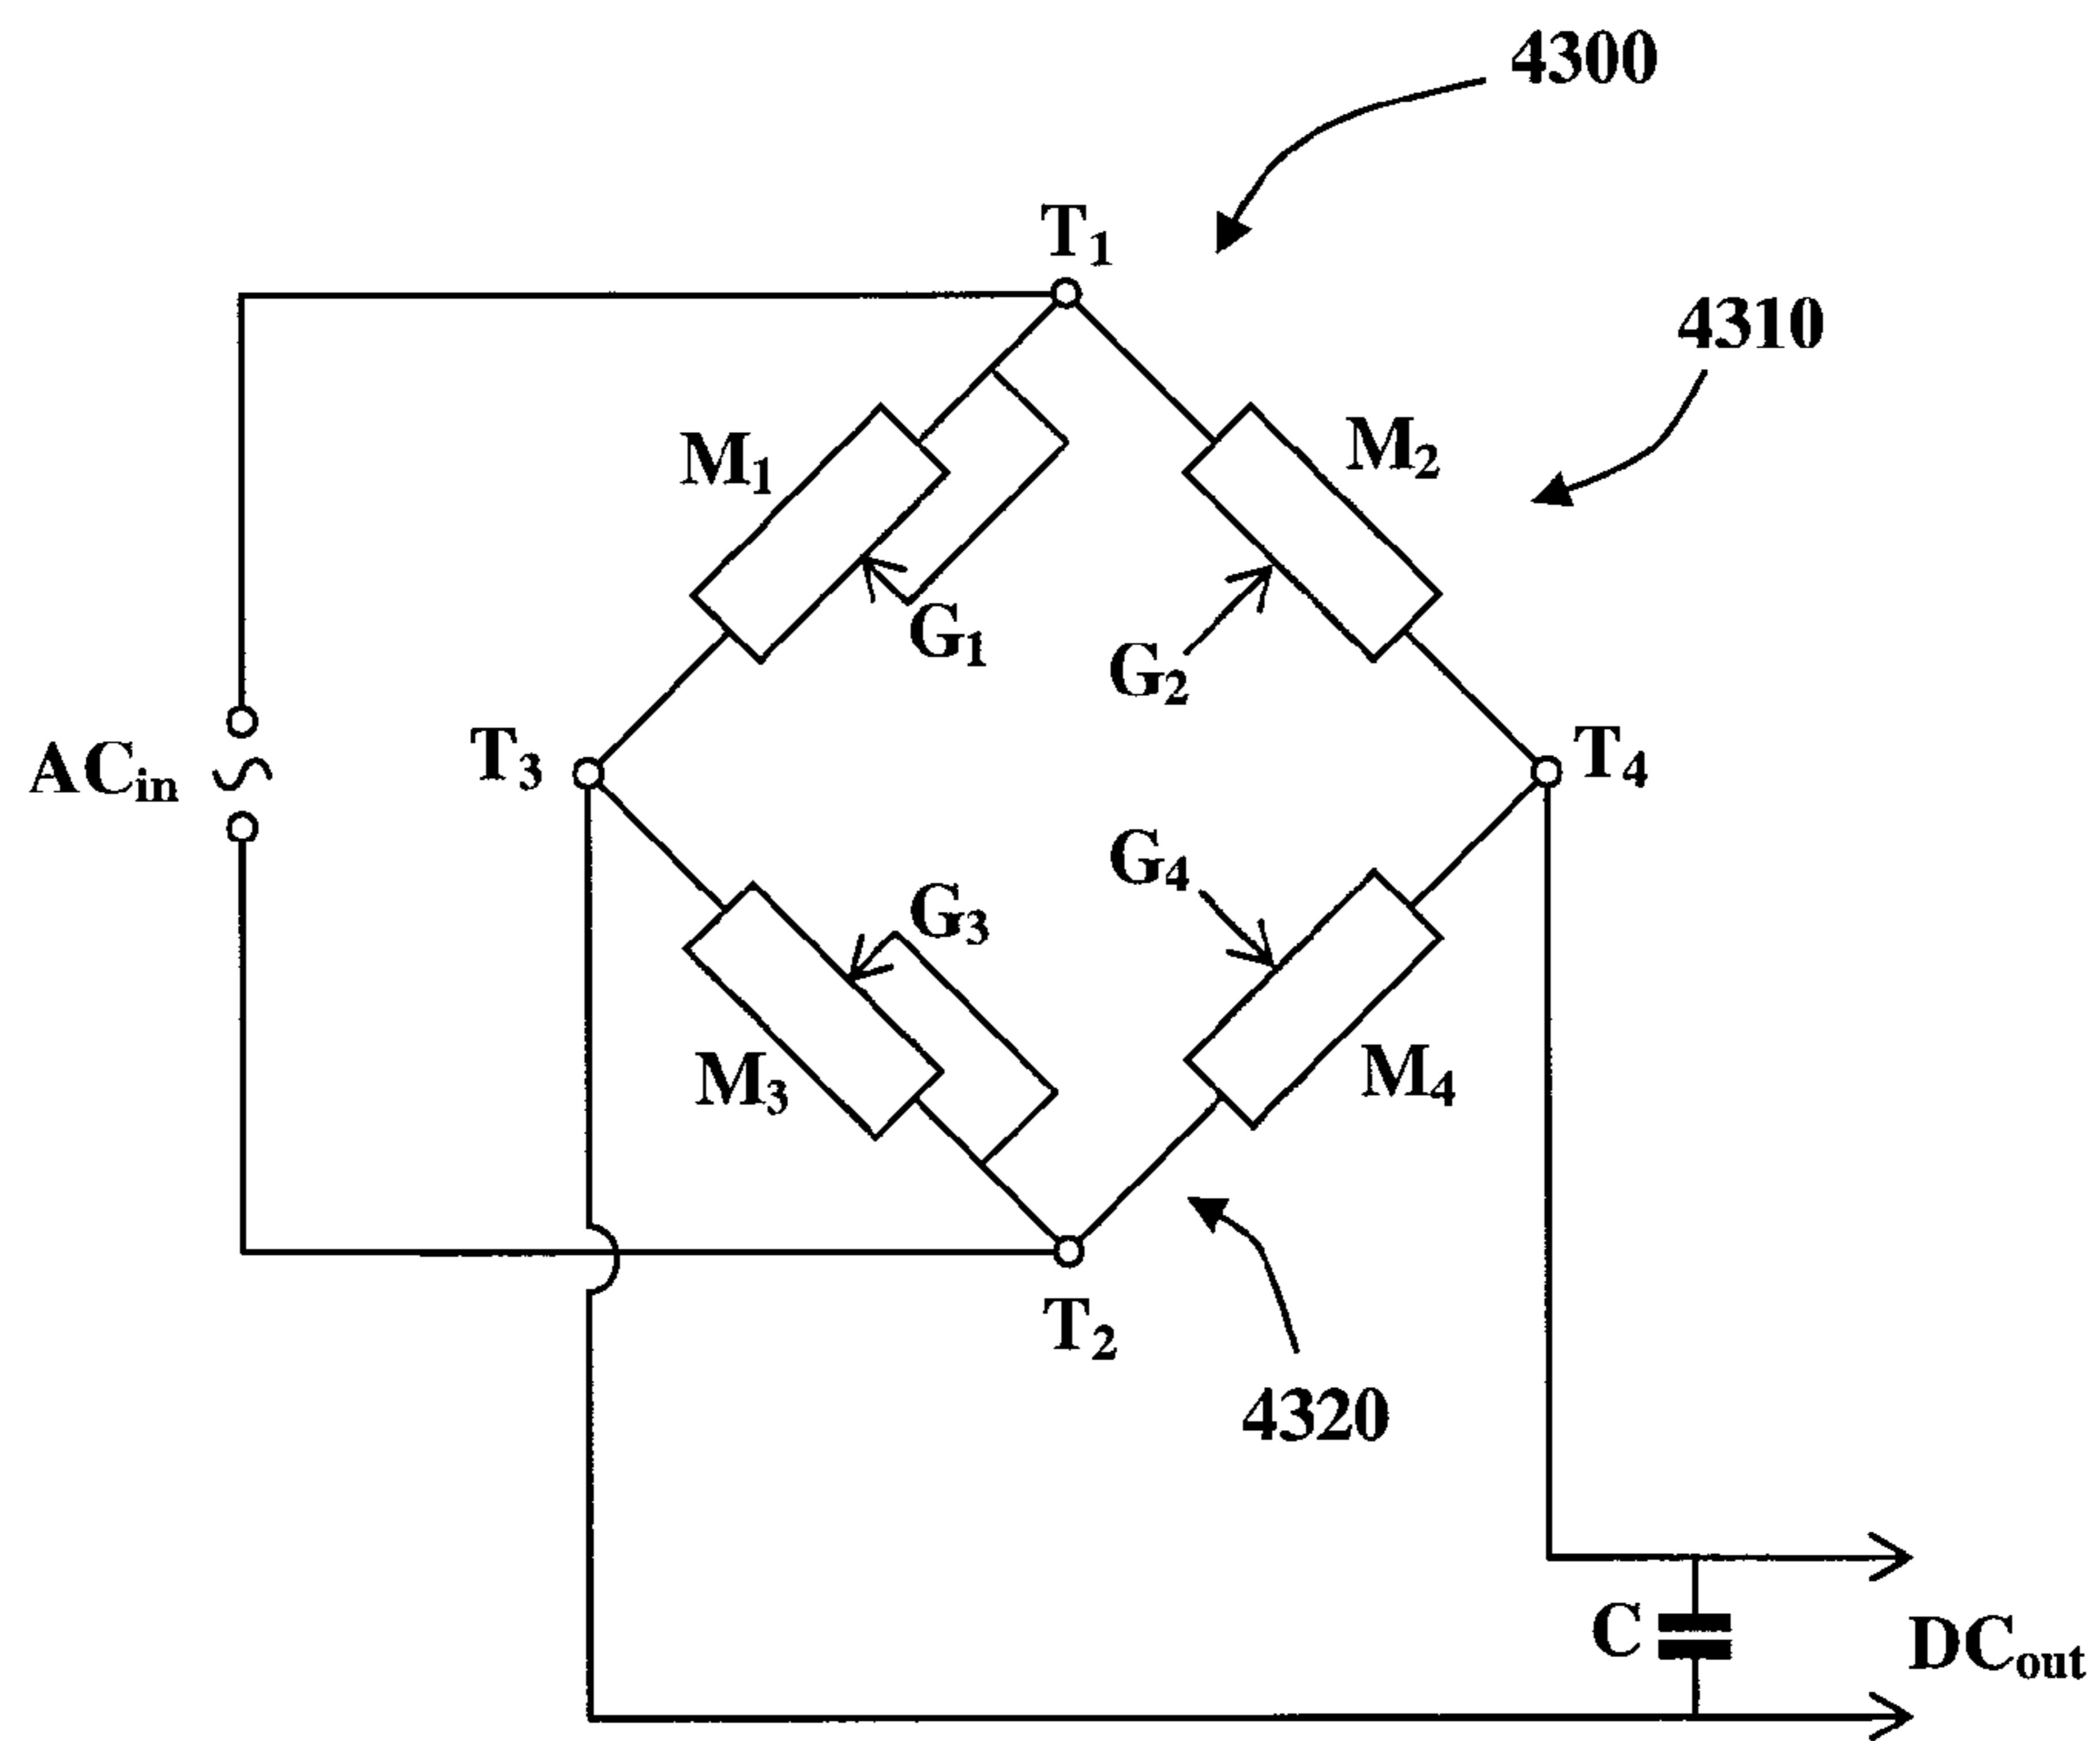 4300
T₁
4310
M₁
M₂
G₁
G₂
T₃
T₄
ACᵢₙ
G₄
G₃
M₃
M₄
T₂
4320
C
DCₒᵤₜ